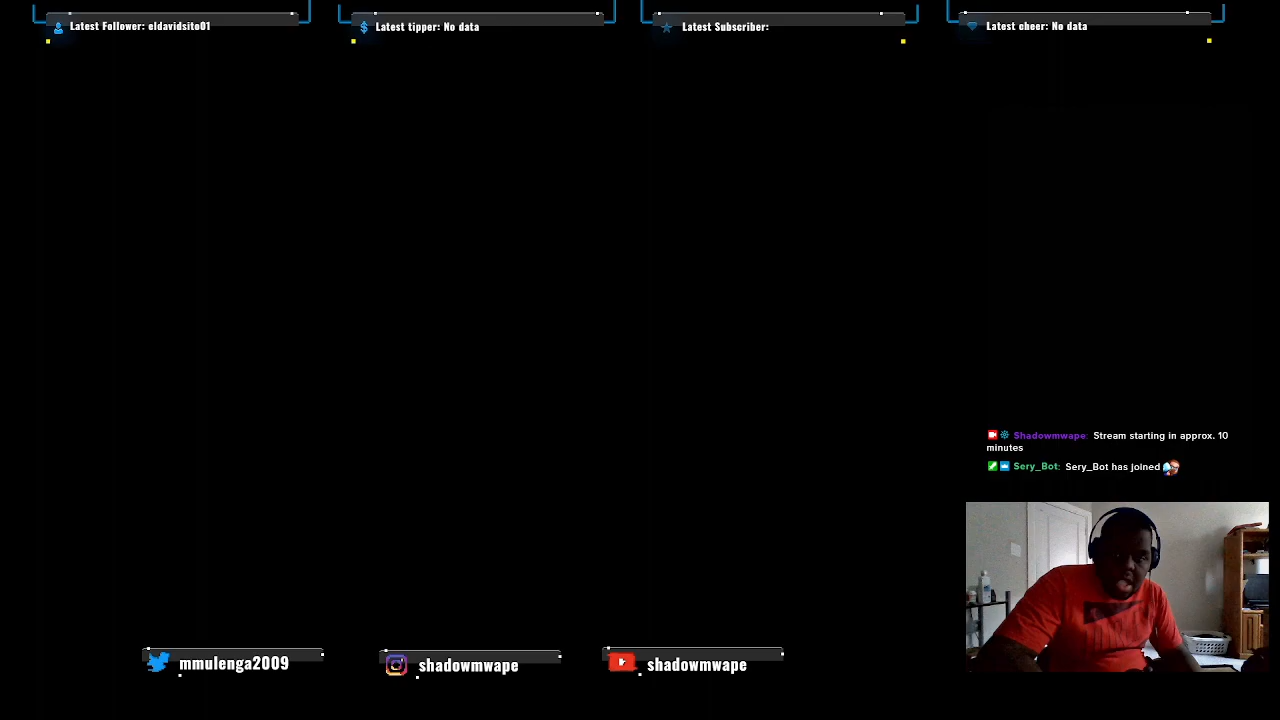 Latest Follower: eldavidsito01
Latest tipper: No data
Latest Subscriber:
Latest cheer: No data
Shadowmwape: Stream starting in approx. 10
minutes
Sery_Bot: Sery_Bot has joined
mmulenga2009
shadowmwape
shadowmwape